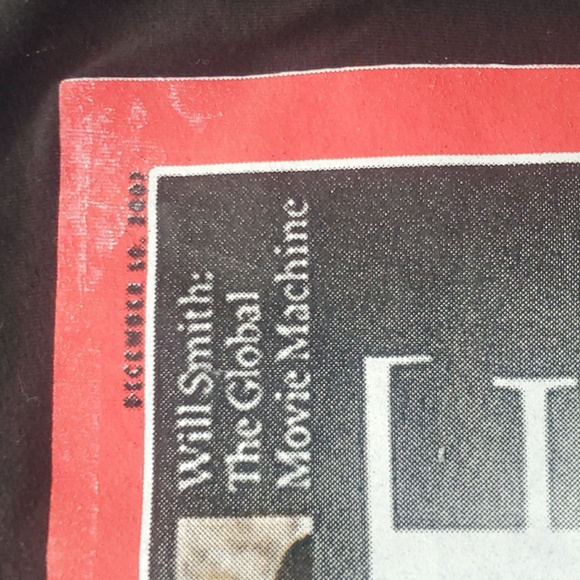 DECEMBER 10, 2007
Will Smith:
The Global
Movie Machine